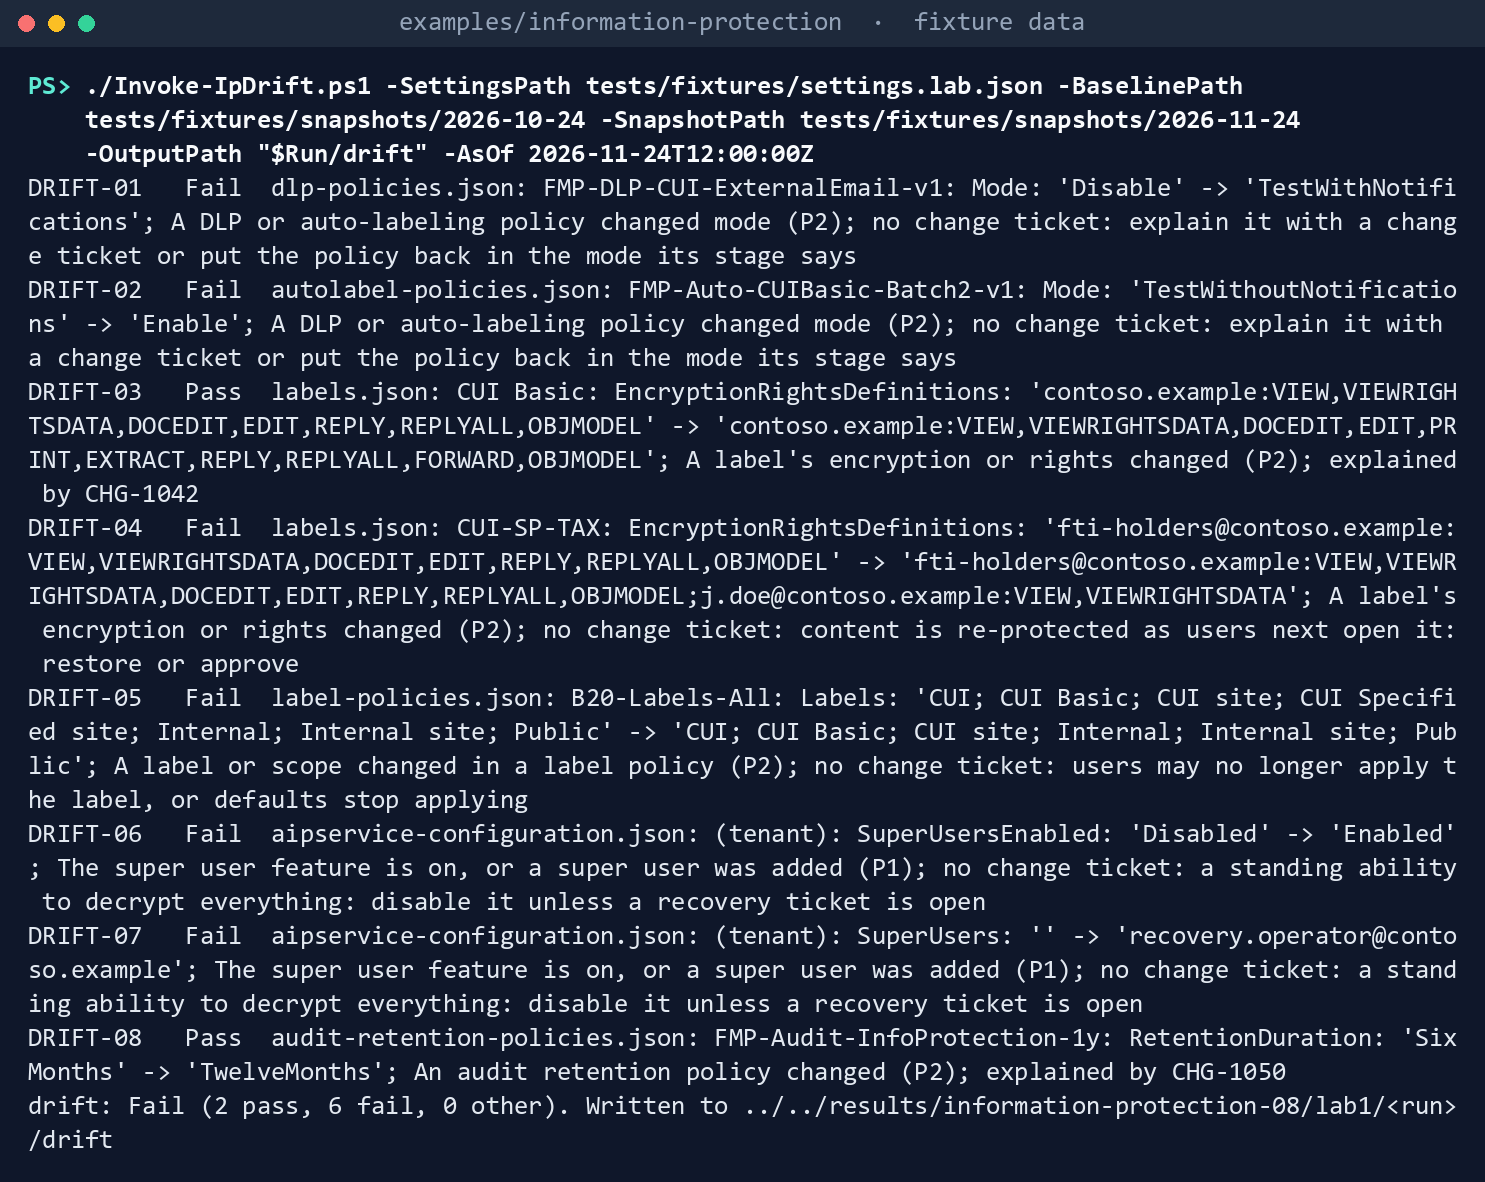 examples/information-protection · fixture data
PS> ./Invoke-IpDrift.ps1 -SettingsPath tests/fixtures/settings.lab.json -BaselinePath
tests/fixtures/snapshots/2026-10-24 -SnapshotPath tests/fixtures/snapshots/2026-11-24
-OutputPath "$Run/drift" -AsOf 2026-11-24T12:00:00Z
DRIFT-01   Fail  dlp-policies.json: FMP-DLP-CUI-ExternalEmail-v1: Mode: 'Disable' -> 'TestWithNotifi
cations'; A DLP or auto-labeling policy changed mode (P2); no change ticket: explain it with a chang
e ticket or put the policy back in the mode its stage says
DRIFT-02   Fail  autolabel-policies.json: FMP-Auto-CUIBasic-Batch2-v1: Mode: 'TestWithoutNotificatio
ns' -> 'Enable'; A DLP or auto-labeling policy changed mode (P2); no change ticket: explain it with
a change ticket or put the policy back in the mode its stage says
DRIFT-03   Pass  labels.json: CUI Basic: EncryptionRightsDefinitions: 'contoso.example:VIEW,VIEWRIGH
TSDATA,DOCEDIT,EDIT,REPLY,REPLYALL,OBJMODEL' -> 'contoso.example:VIEW,VIEWRIGHTSDATA,DOCEDIT,EDIT,PR
INT,EXTRACT,REPLY,REPLYALL,FORWARD,OBJMODEL'; A label's encryption or rights changed (P2); explained
by CHG-1042
DRIFT-04   Fail  labels.json: CUI-SP-TAX: EncryptionRightsDefinitions: 'fti-holders@contoso.example:
VIEW,VIEWRIGHTSDATA,DOCEDIT,EDIT,REPLY,REPLYALL,OBJMODEL' -> 'fti-holders@contoso.example:VIEW,VIEWR
IGHTSDATA,DOCEDIT,EDIT,REPLY,REPLYALL,OBJMODEL;j.doe@contoso.example:VIEW,VIEWRIGHTSDATA'; A label's
encryption or rights changed (P2); no change ticket: content is re-protected as users next open it:
restore or approve
DRIFT-05   Fail  label-policies.json: B20-Labels-All: Labels: 'CUI; CUI Basic; CUI site; CUI Specifi
ed site; Internal; Internal site; Public' -> 'CUI; CUI Basic; CUI site; Internal; Internal site; Pub
lic'; A label or scope changed in a label policy (P2); no change ticket: users may no longer apply t
he label, or defaults stop applying
DRIFT-06   Fail  aipservice-configuration.json: (tenant): SuperUsersEnabled: 'Disabled' -> 'Enabled'
; The super user feature is on, or a super user was added (P1); no change ticket: a standing ability
to decrypt everything: disable it unless a recovery ticket is open
DRIFT-07   Fail  aipservice-configuration.json: (tenant): SuperUsers: '' -> 'recovery.operator@conto
so.example'; The super user feature is on, or a super user was added (P1); no change ticket: a stand
ing ability to decrypt everything: disable it unless a recovery ticket is open
DRIFT-08   Pass  audit-retention-policies.json: FMP-Audit-InfoProtection-1y: RetentionDuration: 'Six
Months' -> 'TwelveMonths'; An audit retention policy changed (P2); explained by CHG-1050
drift: Fail (2 pass, 6 fail, 0 other). Written to ../../results/information-protection-08/lab1/<run>
/drift